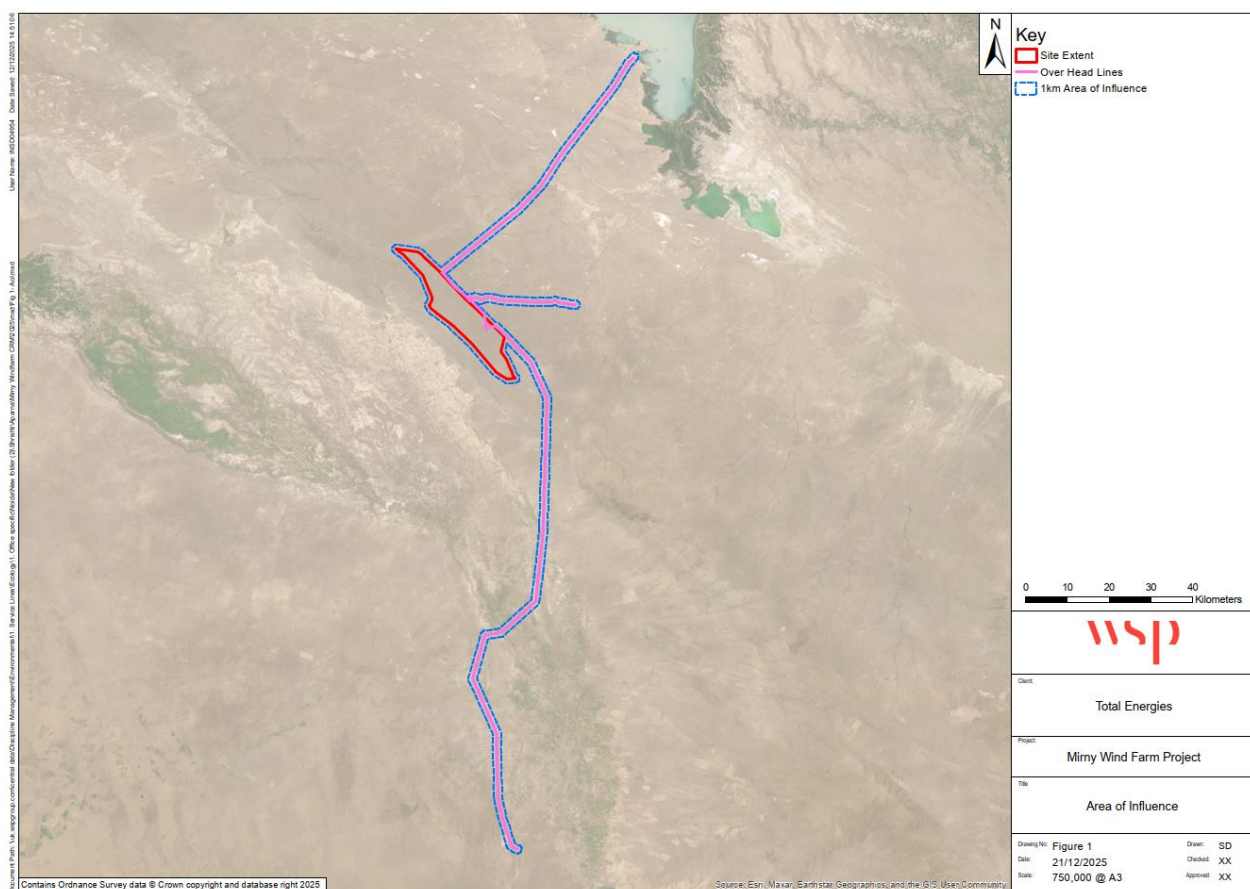 N
Key
Site Extent
Over Head Lines
1km Area of Influence
0 10 20 30 40
Kilometers
wsp
Client
Total Energies
Project
Mirny Wind Farm Project
Title
Area of Influence
Drawing No: Figure 1
Drawn: SD
Date: 21/12/2025
Checked: XX
Scale: 750,000 @ A3
Approved: XX
Contains Ordnance Survey data © Crown copyright and database right 2025
Source: Esri, Maxar, Earthstar Geographics, and the GIS User Community